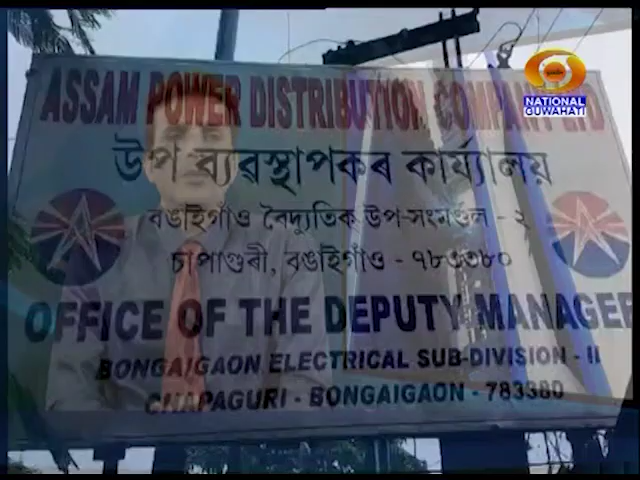 ASSAM POWER DISTRIBUTION COMPANY LTD
NATIONAL
GUWAHATI
উপ ব্যৱস্থাপকৰ কাৰ্য্যালয়
বঙাইগাঁও বৈদ্যুতিক উপ-সংমণ্ডল - ২
চাপাগুৰী, বঙাইগাঁও - ৭৮৩৩৮০
OFFICE OF THE DEPUTY MANAGER
BONGAIGAON ELECTRICAL SUB-DIVISION - II
CHAPAGURI - BONGAIGAON - 783380